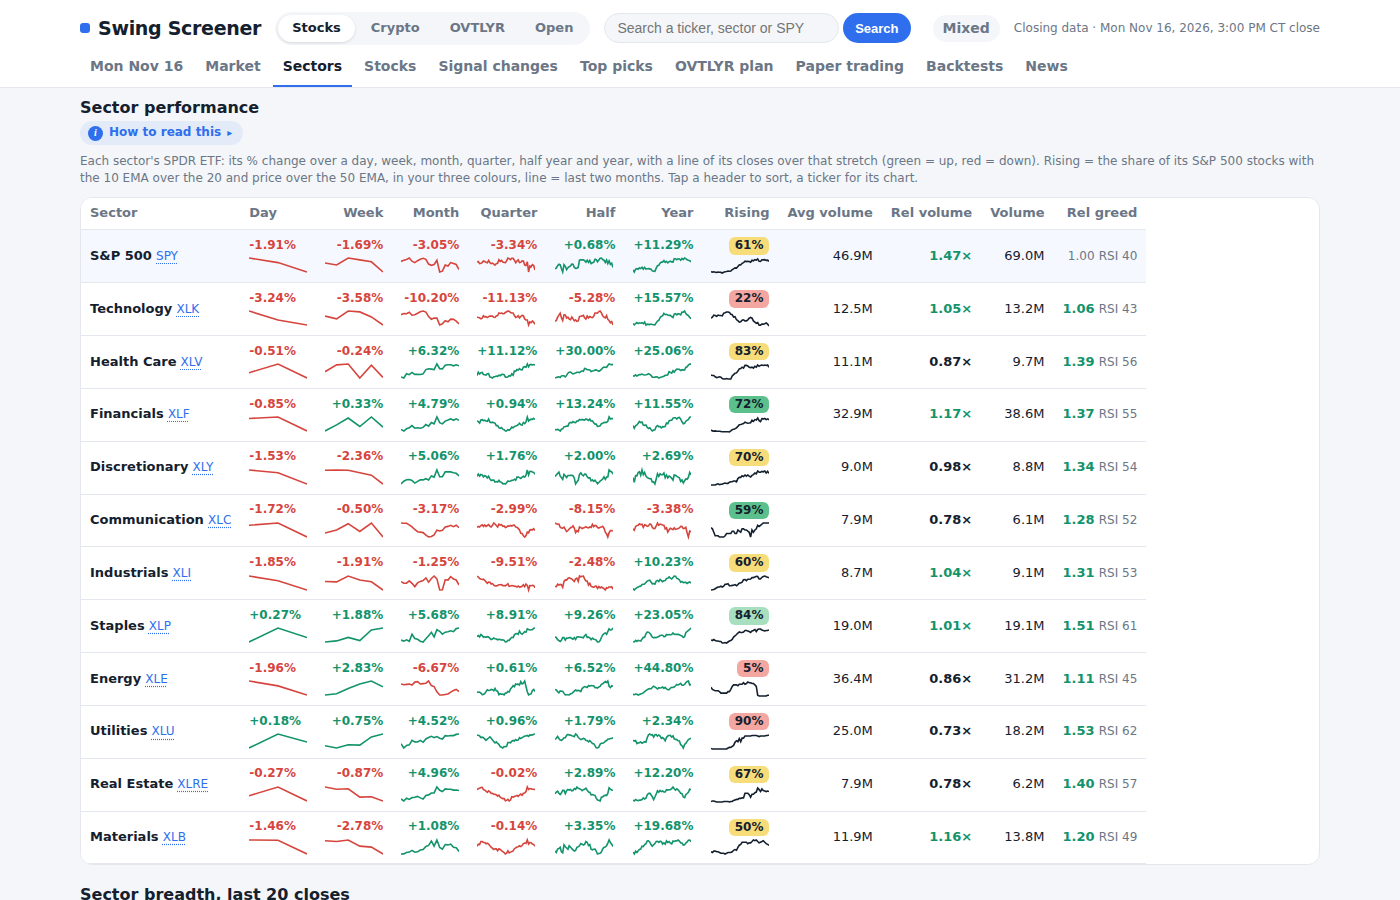 Swing Screener Stocks Crypto OVTLYR Open Search a ticker, sector or SPY Search Mixed Closing data · Mon Nov 16, 2026, 3:00 PM CT close
Mon Nov 16 Market Sectors Stocks Signal changes Top picks OVTLYR plan Paper trading Backtests News
Sector performance
i How to read this ▸
Each sector's SPDR ETF: its % change over a day, week, month, quarter, half year and year, with a line of its closes over that stretch (green = up, red = down). Rising = the share of its S&P 500 stocks with
the 10 EMA over the 20 and price over the 50 EMA, in your three colours, line = last two months. Tap a header to sort, a ticker for its chart.
Sector Day Week Month Quarter Half Year Rising Avg volume Rel volume Volume Rel greed
S&P 500 SPY -1.91% -1.69% -3.05% -3.34% +0.68% +11.29% 61% 46.9M 1.47× 69.0M 1.00 RSI 40
Technology XLK -3.24% -3.58% -10.20% -11.13% -5.28% +15.57% 22% 12.5M 1.05× 13.2M 1.06 RSI 43
Health Care XLV -0.51% -0.24% +6.32% +11.12% +30.00% +25.06% 83% 11.1M 0.87× 9.7M 1.39 RSI 56
Financials XLF -0.85% +0.33% +4.79% +0.94% +13.24% +11.55% 72% 32.9M 1.17× 38.6M 1.37 RSI 55
Discretionary XLY -1.53% -2.36% +5.06% +1.76% +2.00% +2.69% 70% 9.0M 0.98× 8.8M 1.34 RSI 54
Communication XLC -1.72% -0.50% -3.17% -2.99% -8.15% -3.38% 59% 7.9M 0.78× 6.1M 1.28 RSI 52
Industrials XLI -1.85% -1.91% -1.25% -9.51% -2.48% +10.23% 60% 8.7M 1.04× 9.1M 1.31 RSI 53
Staples XLP +0.27% +1.88% +5.68% +8.91% +9.26% +23.05% 84% 19.0M 1.01× 19.1M 1.51 RSI 61
Energy XLE -1.96% +2.83% -6.67% +0.61% +6.52% +44.80% 5% 36.4M 0.86× 31.2M 1.11 RSI 45
Utilities XLU +0.18% +0.75% +4.52% +0.96% +1.79% +2.34% 90% 25.0M 0.73× 18.2M 1.53 RSI 62
Real Estate XLRE -0.27% -0.87% +4.96% -0.02% +2.89% +12.20% 67% 7.9M 0.78× 6.2M 1.40 RSI 57
Materials XLB -1.46% -2.78% +1.08% -0.14% +3.35% +19.68% 50% 11.9M 1.16× 13.8M 1.20 RSI 49
Sector breadth, last 20 closes